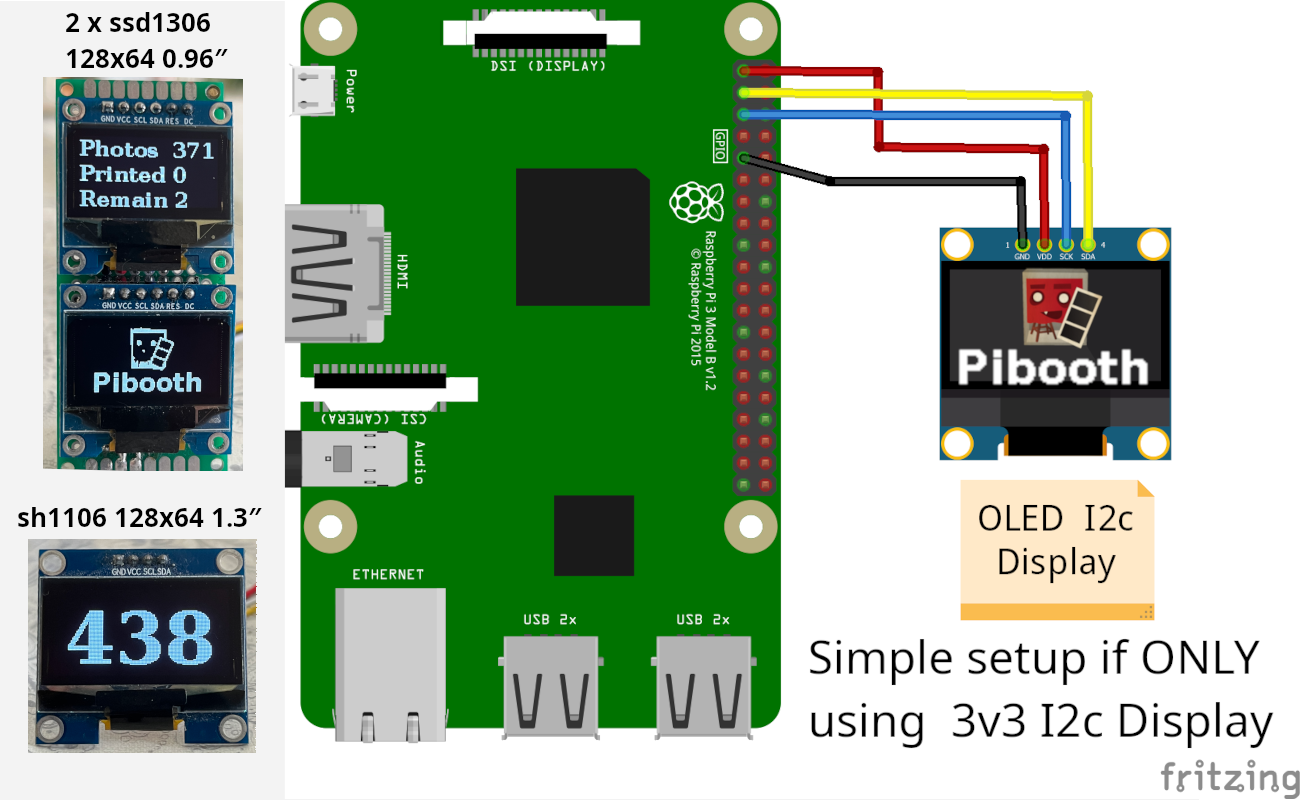 2 x ssd1306
128x64 0.96″
GND VCC SCL SDA RES DC
Photos 371
Printed 0
Remain 2
GND VCC SCL SDA RES DC
Pibooth
sh1106 128x64 1.3″
GND VCC SCL SDA
438
DSI (DISPLAY)
Power
GPIO
HDMI
Raspberry Pi 3 Model B v1.2
© Raspberry Pi 2015
CSI (CAMERA)
Audio
ETHERNET
USB 2x
USB 2x
1 4
GND VDD SCK SDA
Pibooth
OLED I2c
Display
Simple setup if ONLY
using 3v3 I2c Display
fritzing